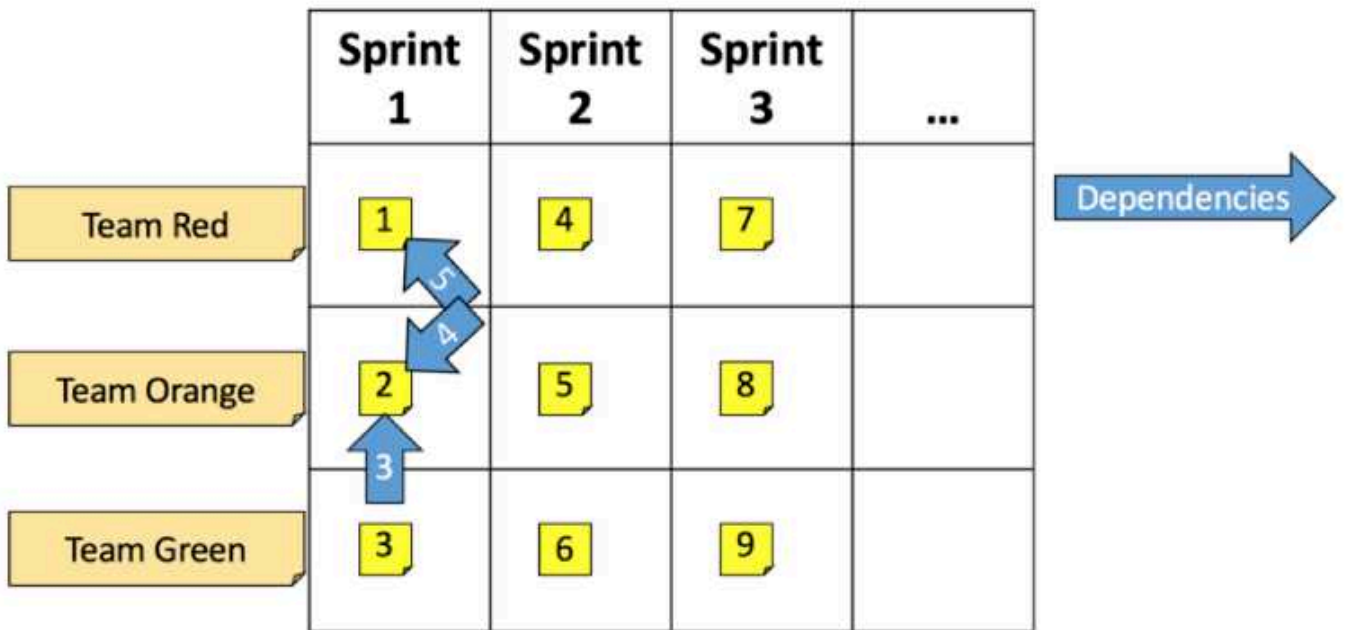 Sprint
1
Sprint
2
Sprint
3
...
Team Red
1
4
7
Dependencies
5
4
Team Orange
2
5
8
3
Team Green
3
6
9